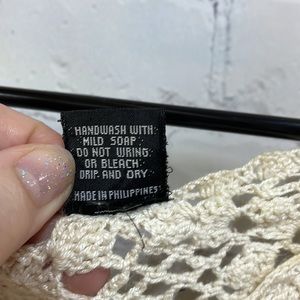 HANDWASH WITH
MILD SOAP
DO NOT WRING
OR BLEACH
DRIP AND DRY
MADE IN PHILIPPINES